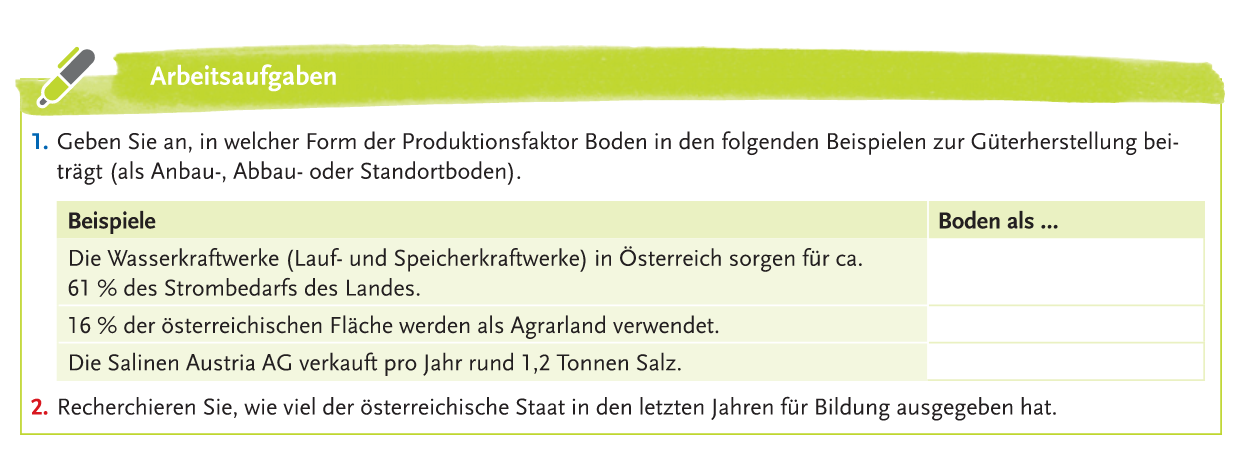 Arbeitsaufgaben
1. Geben Sie an, in welcher Form der Produktionsfaktor Boden in den folgenden Beispielen zur Güterherstellung bei-
trägt (als Anbau-, Abbau- oder Standortboden).
Beispiele Boden als ...
Die Wasserkraftwerke (Lauf- und Speicherkraftwerke) in Österreich sorgen für ca.
61 % des Strombedarfs des Landes.
16 % der österreichischen Fläche werden als Agrarland verwendet.
Die Salinen Austria AG verkauft pro Jahr rund 1,2 Tonnen Salz.
2. Recherchieren Sie, wie viel der österreichische Staat in den letzten Jahren für Bildung ausgegeben hat.